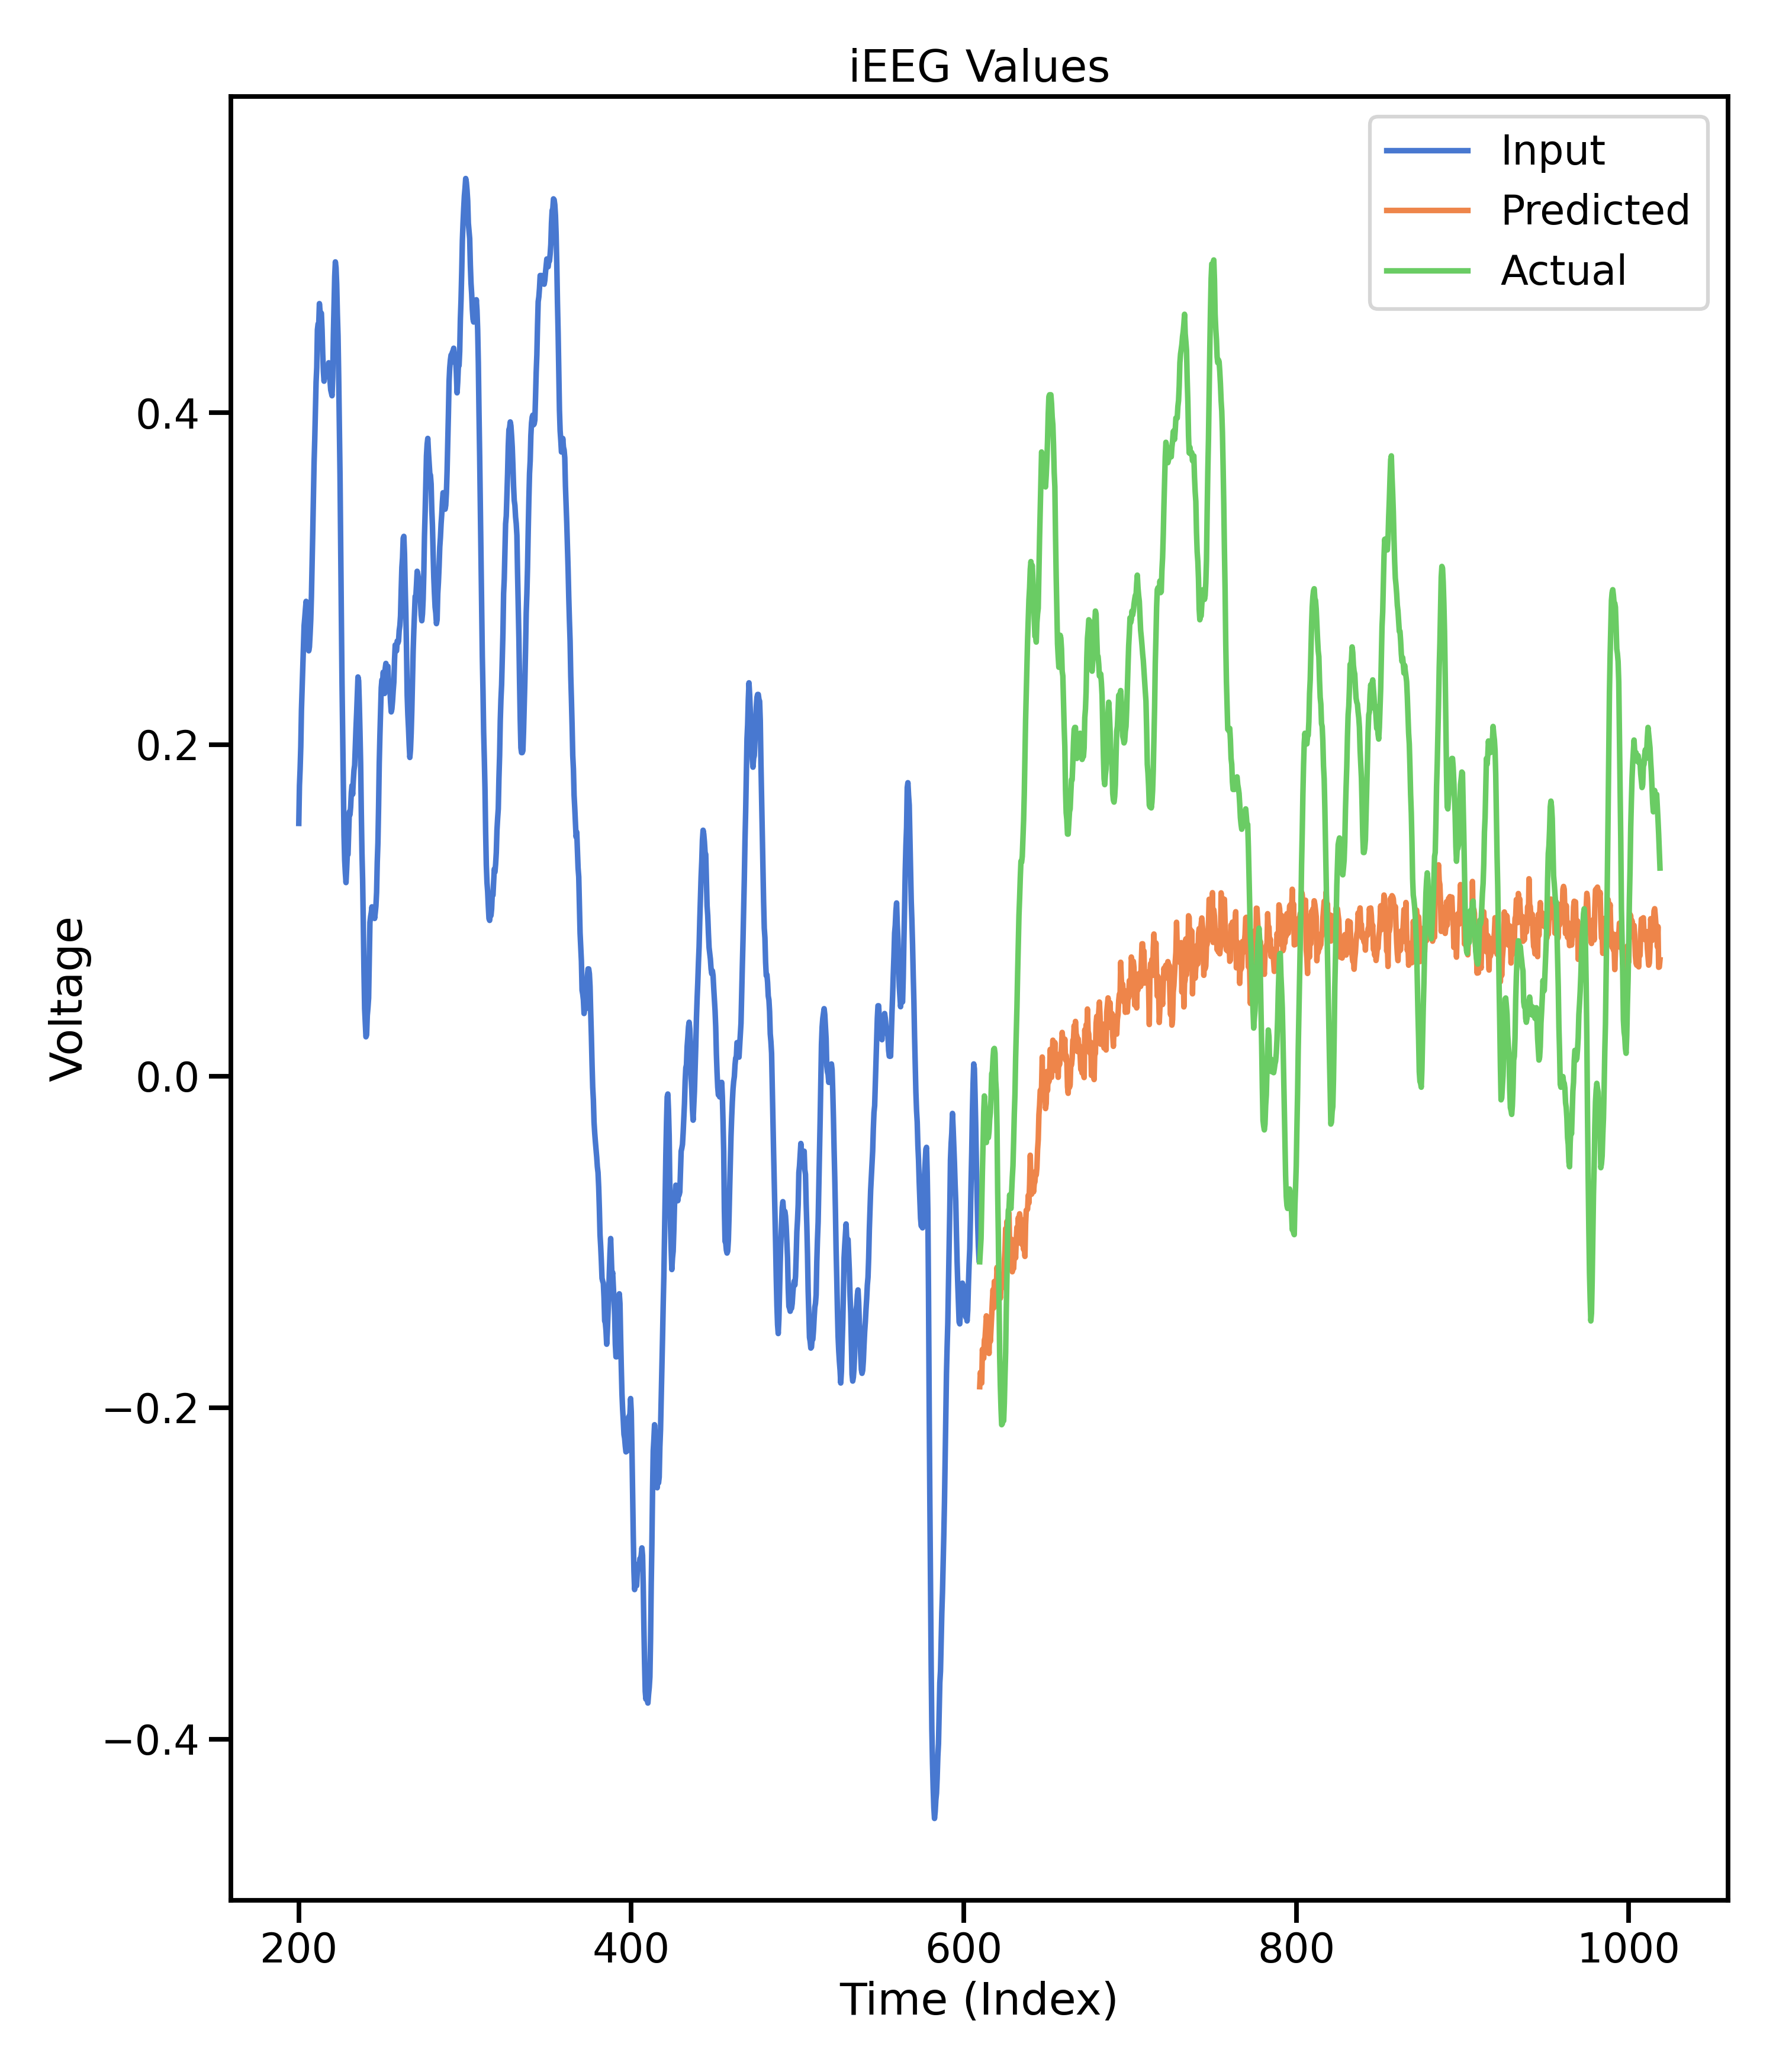 iEEG Values
Input
Predicted
Actual
0.4
0.2
0.0
−0.2
−0.4
Voltage
200
400
600
800
1000
Time (Index)